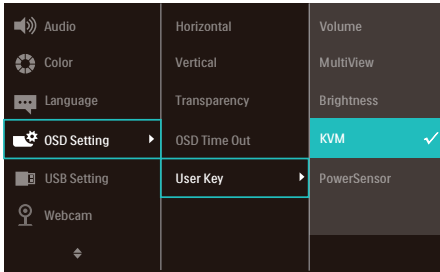 Audio
Color
Language
OSD Setting
USB Setting
Webcam
Horizontal
Vertical
Transparency
OSD Time Out
User Key
Volume
MultiView
Brightness
KVM
PowerSensor